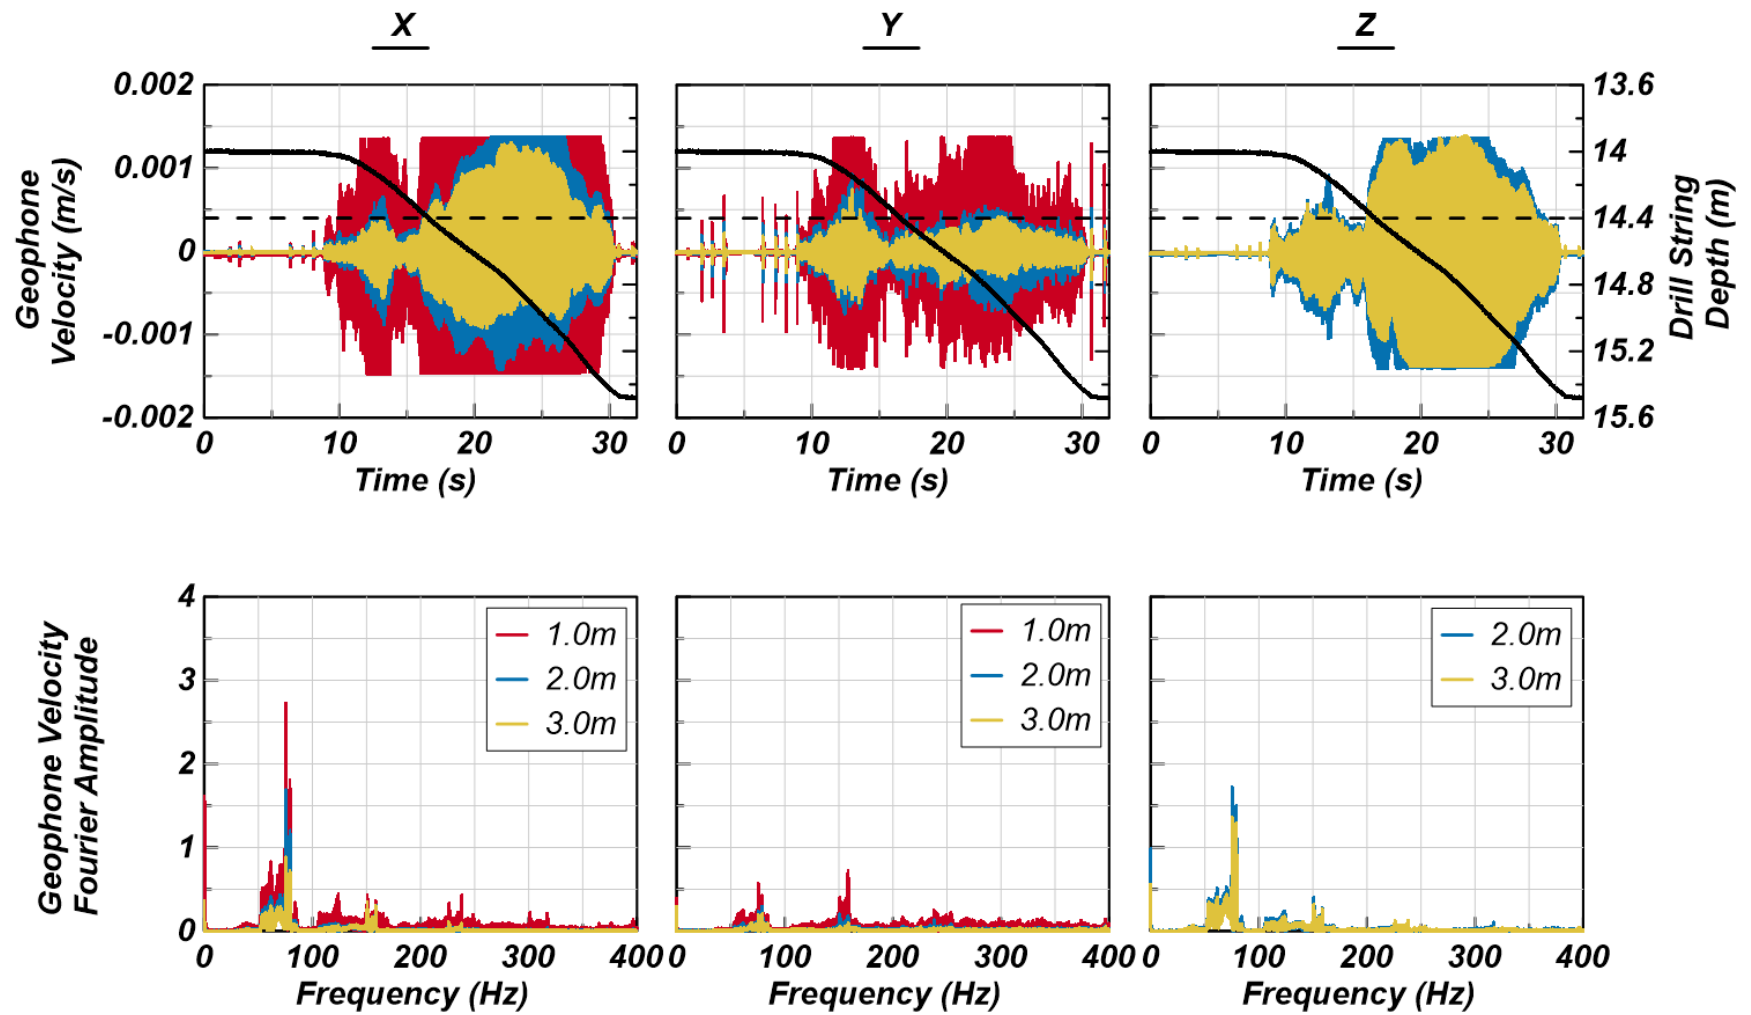 X
Y
Z
0.002
0.001
0
-0.001
-0.002
Geophone
Velocity (m/s)
0 10 20 30
Time (s)
0 10 20 30
Time (s)
0 10 20 30
Time (s)
13.6
14
14.4
14.8
15.2
15.6
Drill String
Depth (m)
4
3
2
1
0
Geophone Velocity
Fourier Amplitude
1.0m
2.0m
3.0m
0 100 200 300 400
Frequency (Hz)
1.0m
2.0m
3.0m
0 100 200 300 400
Frequency (Hz)
2.0m
3.0m
0 100 200 300 400
Frequency (Hz)